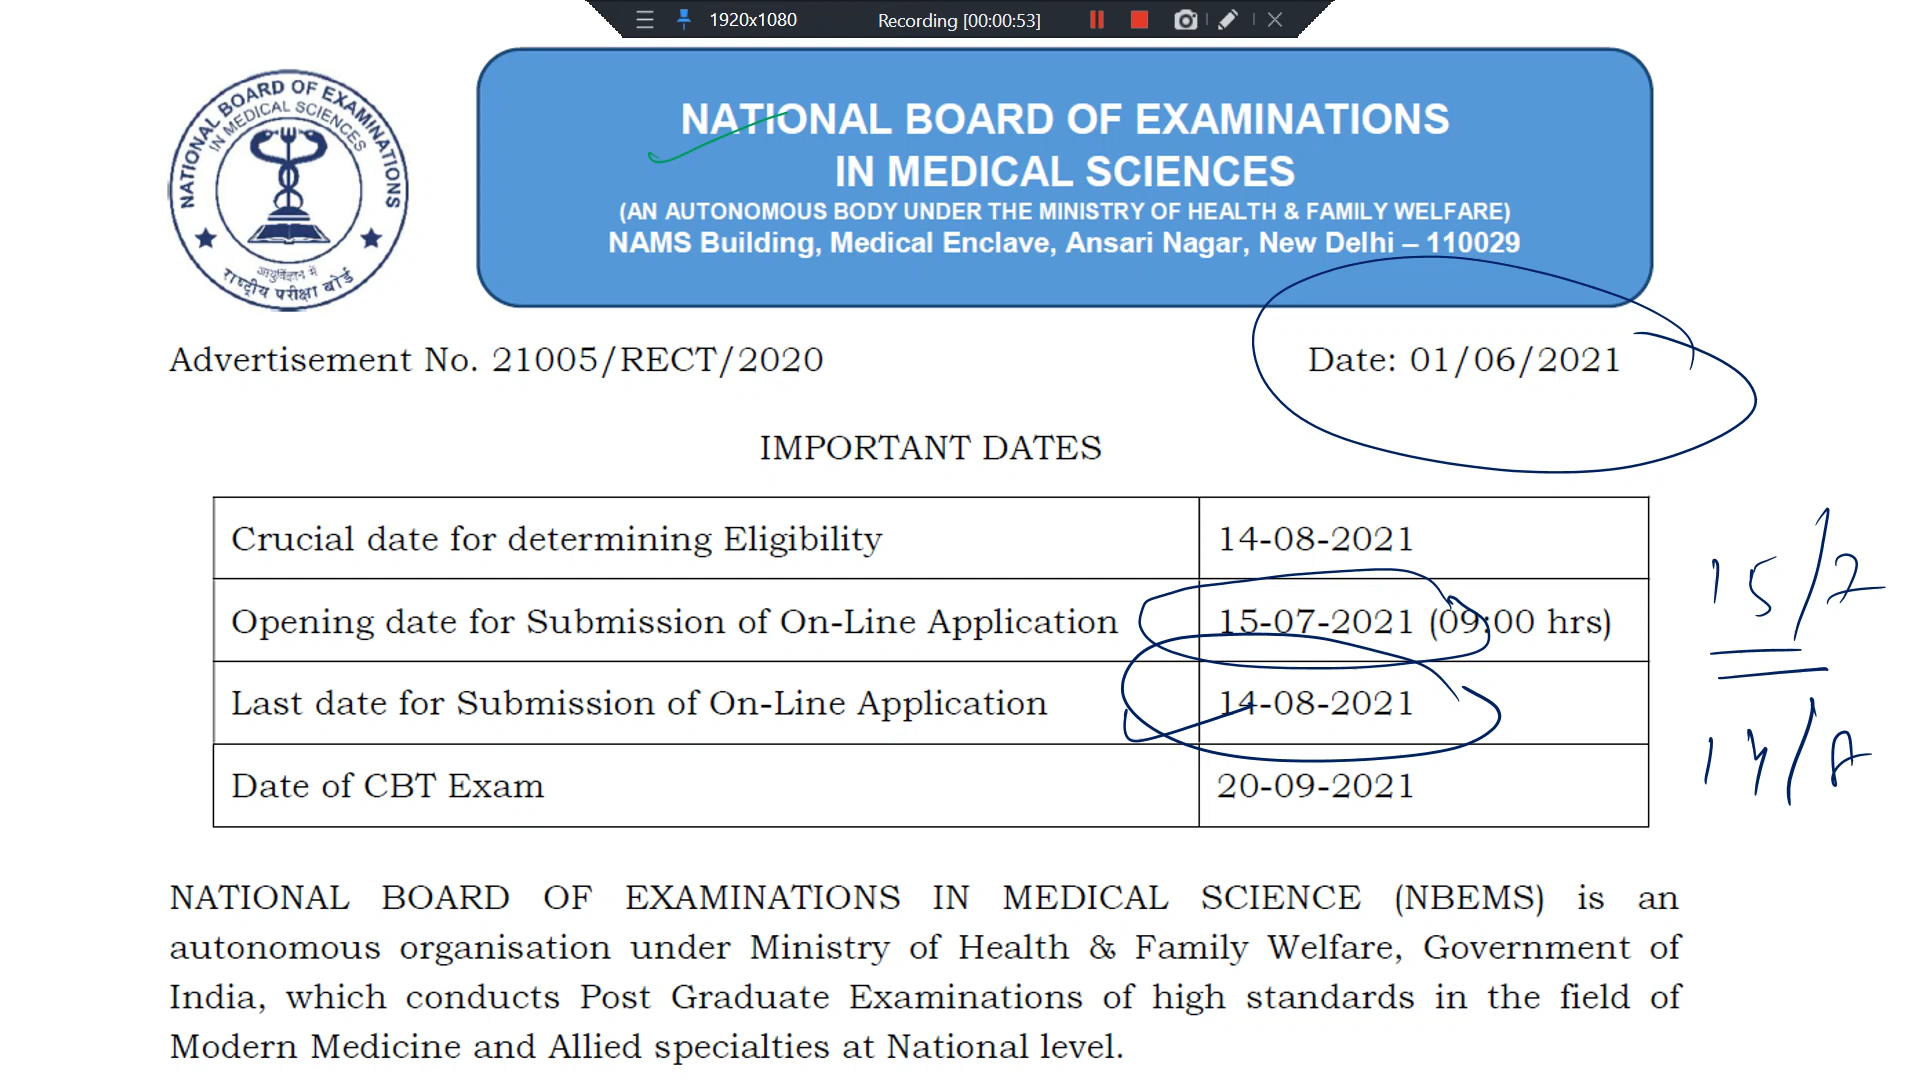 1920x1080 Recording [00:00:53]
NATIONAL BOARD OF EXAMINATIONS
IN MEDICAL SCIENCES
आयुर्विज्ञान में
राष्ट्रीय परीक्षा बोर्ड
NATIONAL BOARD OF EXAMINATIONS
IN MEDICAL SCIENCES
(AN AUTONOMOUS BODY UNDER THE MINISTRY OF HEALTH & FAMILY WELFARE)
NAMS Building, Medical Enclave, Ansari Nagar, New Delhi – 110029
Advertisement No. 21005/RECT/2020 Date: 01/06/2021
IMPORTANT DATES
Crucial date for determining Eligibility 14-08-2021
Opening date for Submission of On-Line Application 15-07-2021 (09:00 hrs)
15/7
Last date for Submission of On-Line Application 14-08-2021
14/8
Date of CBT Exam 20-09-2021
NATIONAL BOARD OF EXAMINATIONS IN MEDICAL SCIENCE (NBEMS) is an
autonomous organisation under Ministry of Health & Family Welfare, Government of
India, which conducts Post Graduate Examinations of high standards in the field of
Modern Medicine and Allied specialties at National level.